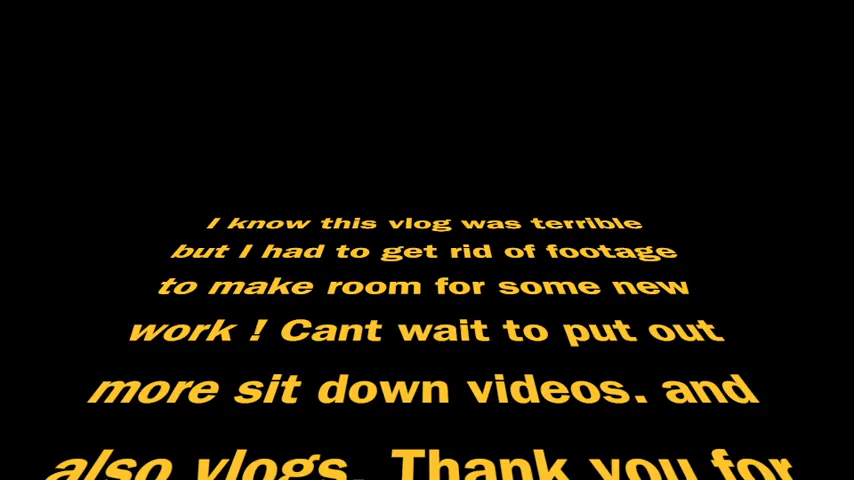 I know this vlog was terrible
but I had to get rid of footage
to make room for some new
work ! Cant wait to put out
more sit down videos. and
also vlogs. Thank you for